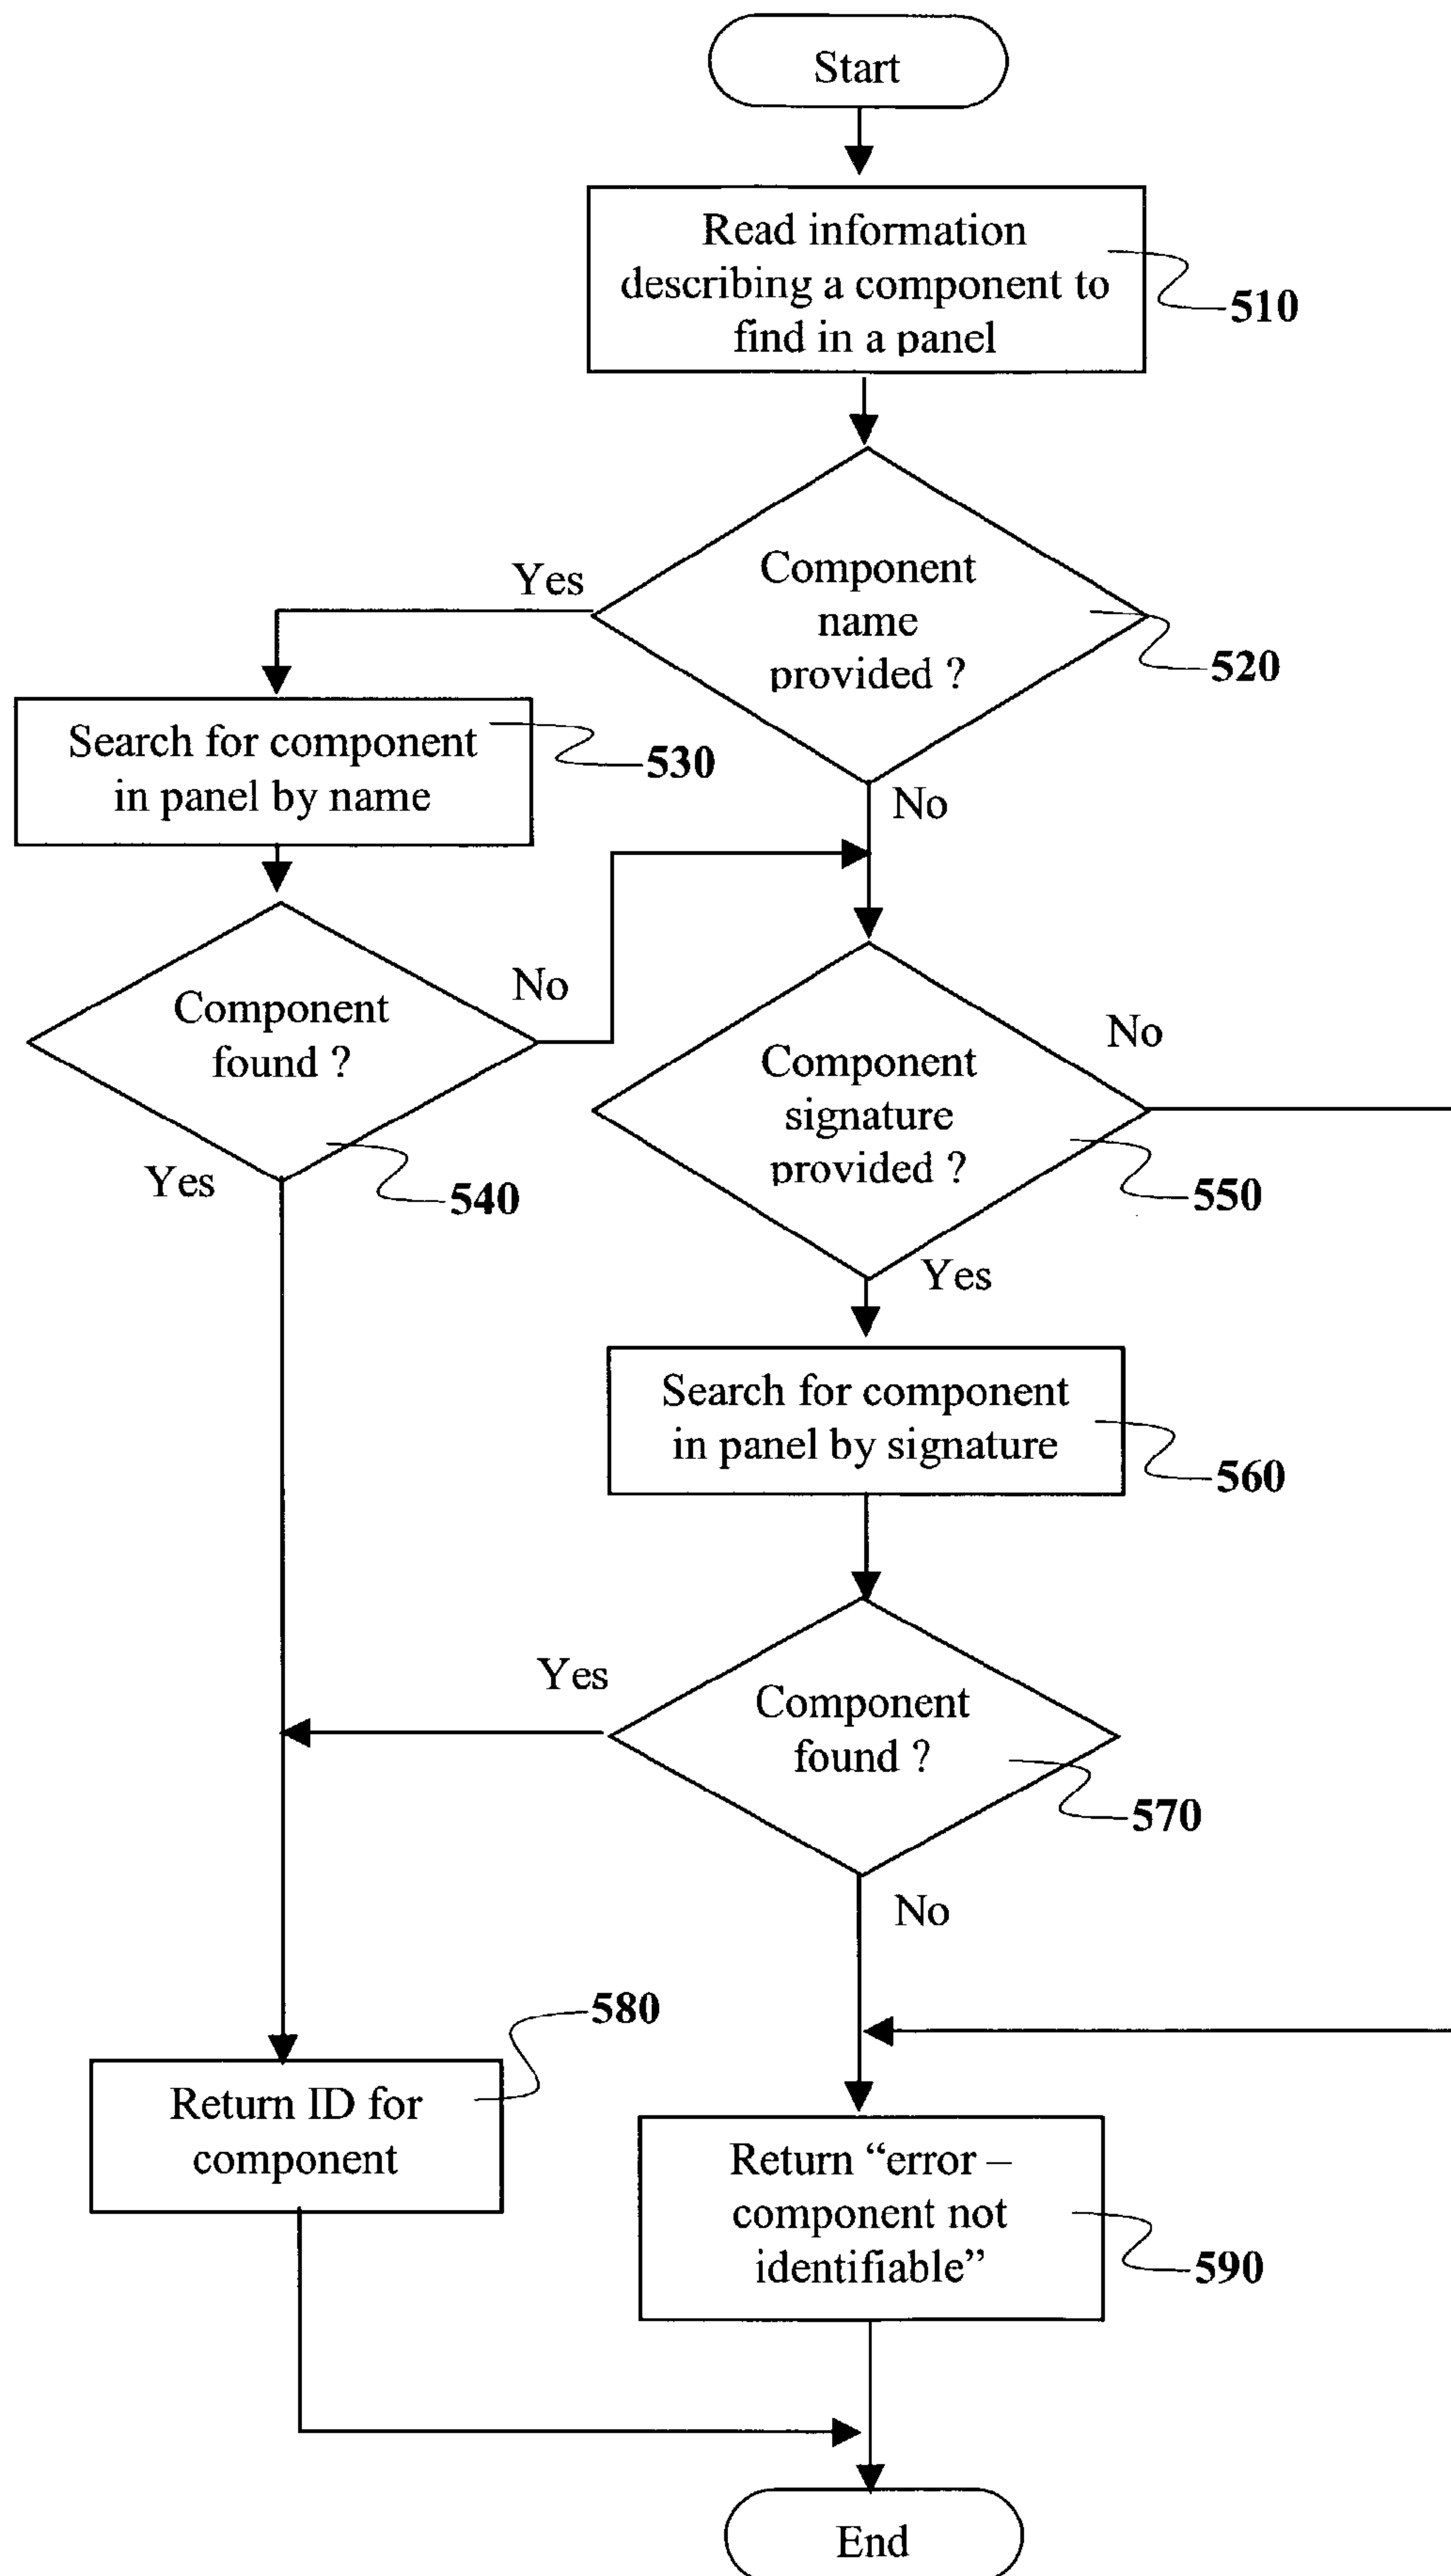 Start
Read information
describing a component to
find in a panel
510
Component
name
provided ?
520
Yes
No
Search for component
in panel by name
530
Component
found ?
540
No
Yes
Component
signature
provided ?
550
No
Yes
Search for component
in panel by signature
560
Component
found ?
570
Yes
No
Return ID for
component
580
Return “error –
component not
identifiable”
590
End